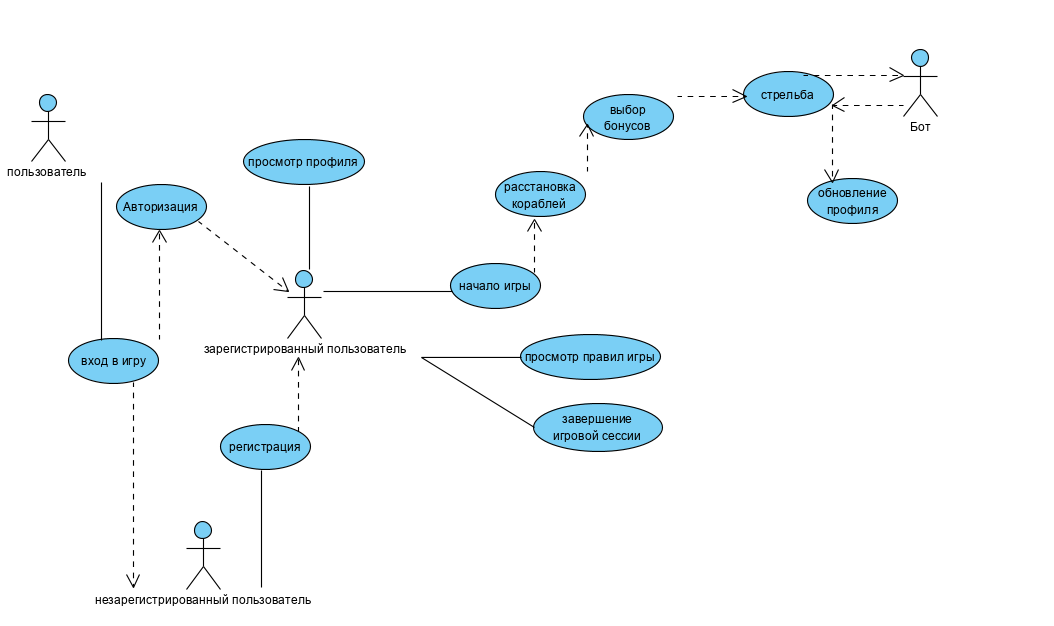 выбор
бонусов
стрельба
Бот
пользователь
просмотр профиля
расстановка
кораблей
обновление
профиля
Авторизация
начало игры
зарегистрированный пользователь
вход в игру
просмотр правил игры
завершение
игровой сессии
регистрация
незарегистрированный пользователь